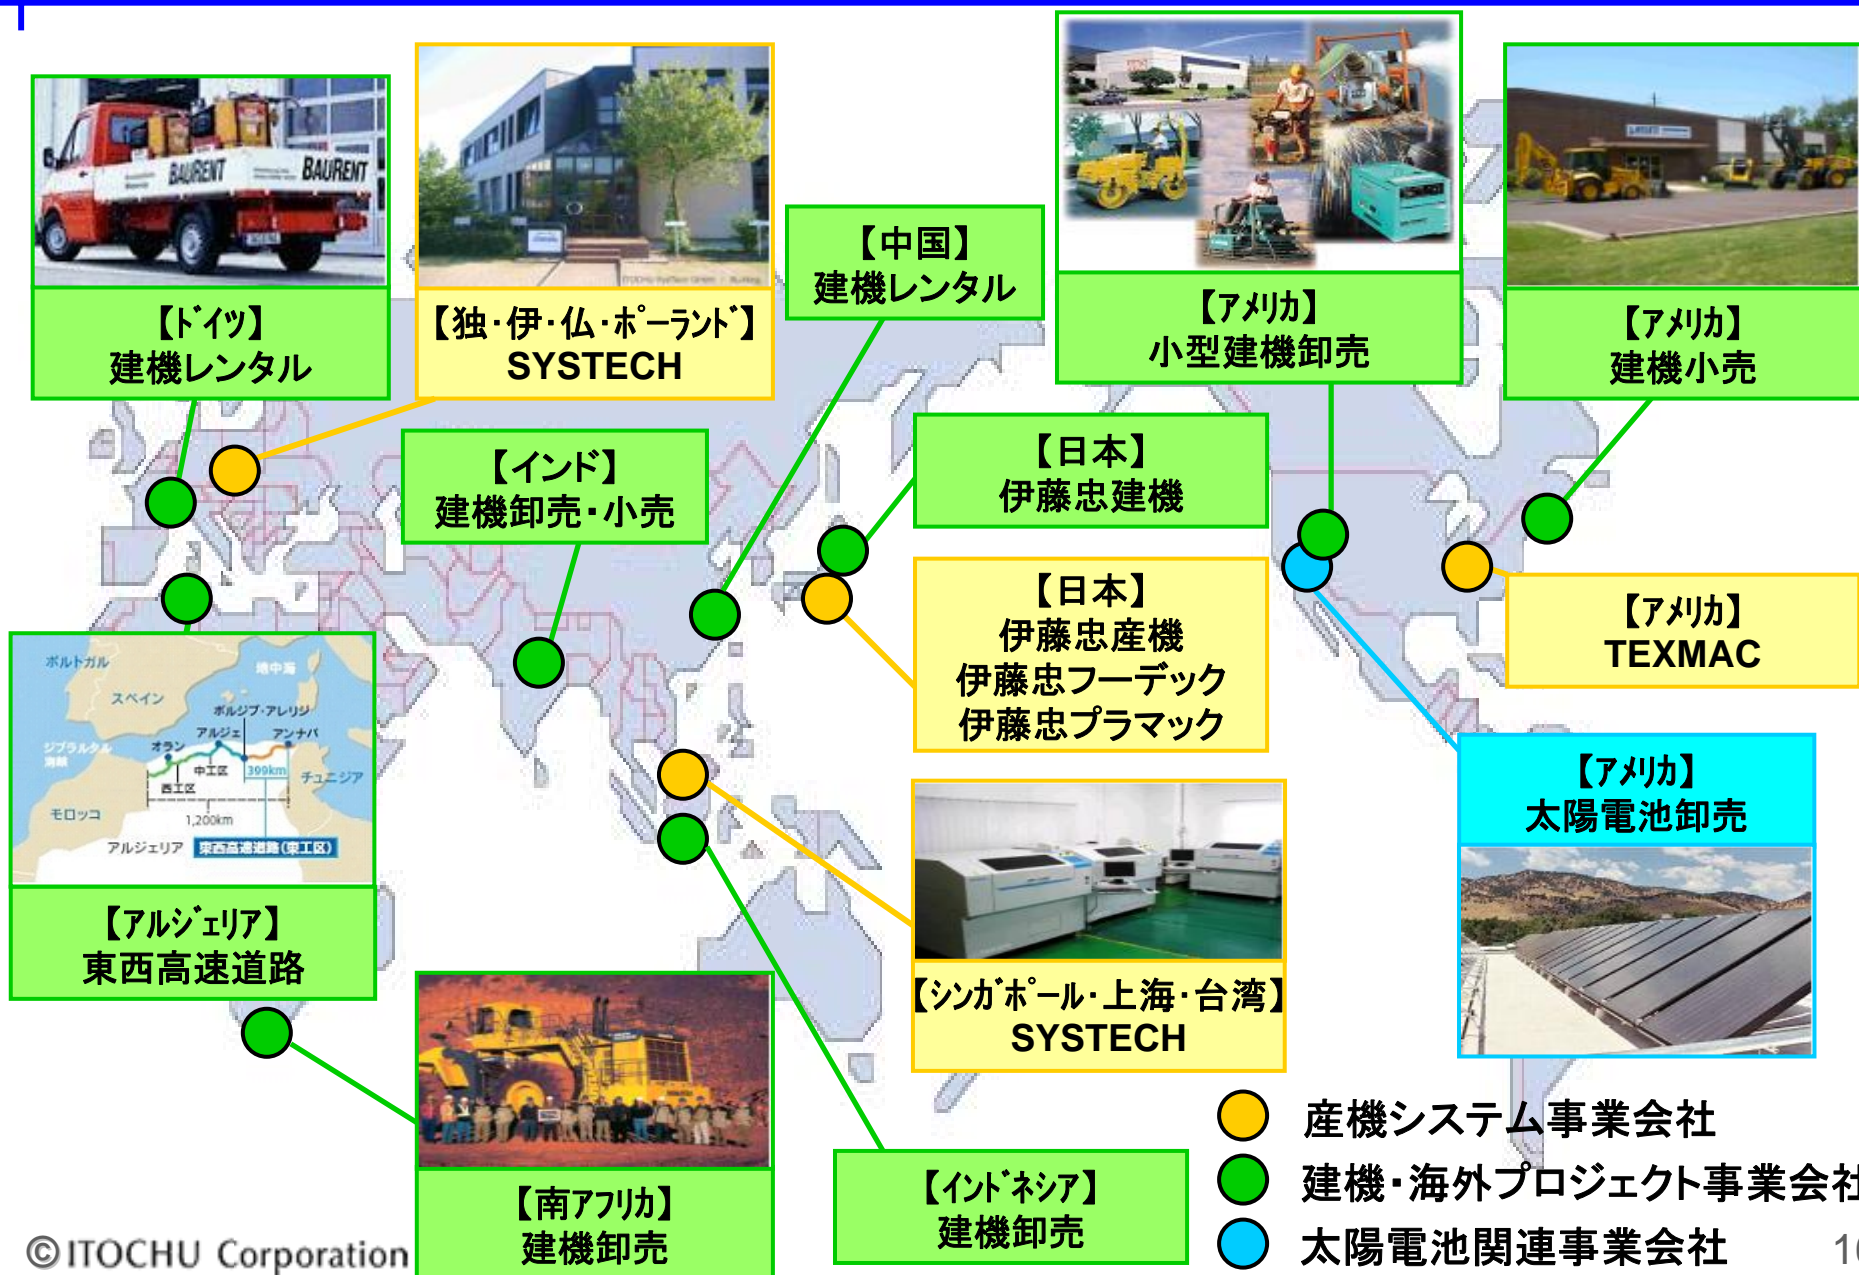 BAURENT
BAURENT
【ドイツ】
建機レンタル
【独・伊・仏・ポーランド】
SYSTECH
【中国】
建機レンタル
【アメリカ】
小型建機卸売
【アメリカ】
建機小売
【インド】
建機卸売・小売
【日本】
伊藤忠建機
【日本】
伊藤忠産機
伊藤忠フーデック
伊藤忠プラマック
【アメリカ】
TEXMAC
【アメリカ】
太陽電池卸売
ポルトガル
地中海
スペイン
ボルジブ・アレリジ
アルジェ
アンナバ
オラン
ジブラルタル
海峡
中工区
399km
チュニジア
西工区
モロッコ
1,200km
アルジェリア
東西高速道路(東工区)
【アルジェリア】
東西高速道路
【シンガポール・上海・台湾】
SYSTECH
【南アフリカ】
建機卸売
【インドネシア】
建機卸売
産機システム事業会社
建機・海外プロジェクト事業会社
太陽電池関連事業会社
© ITOCHU Corporation